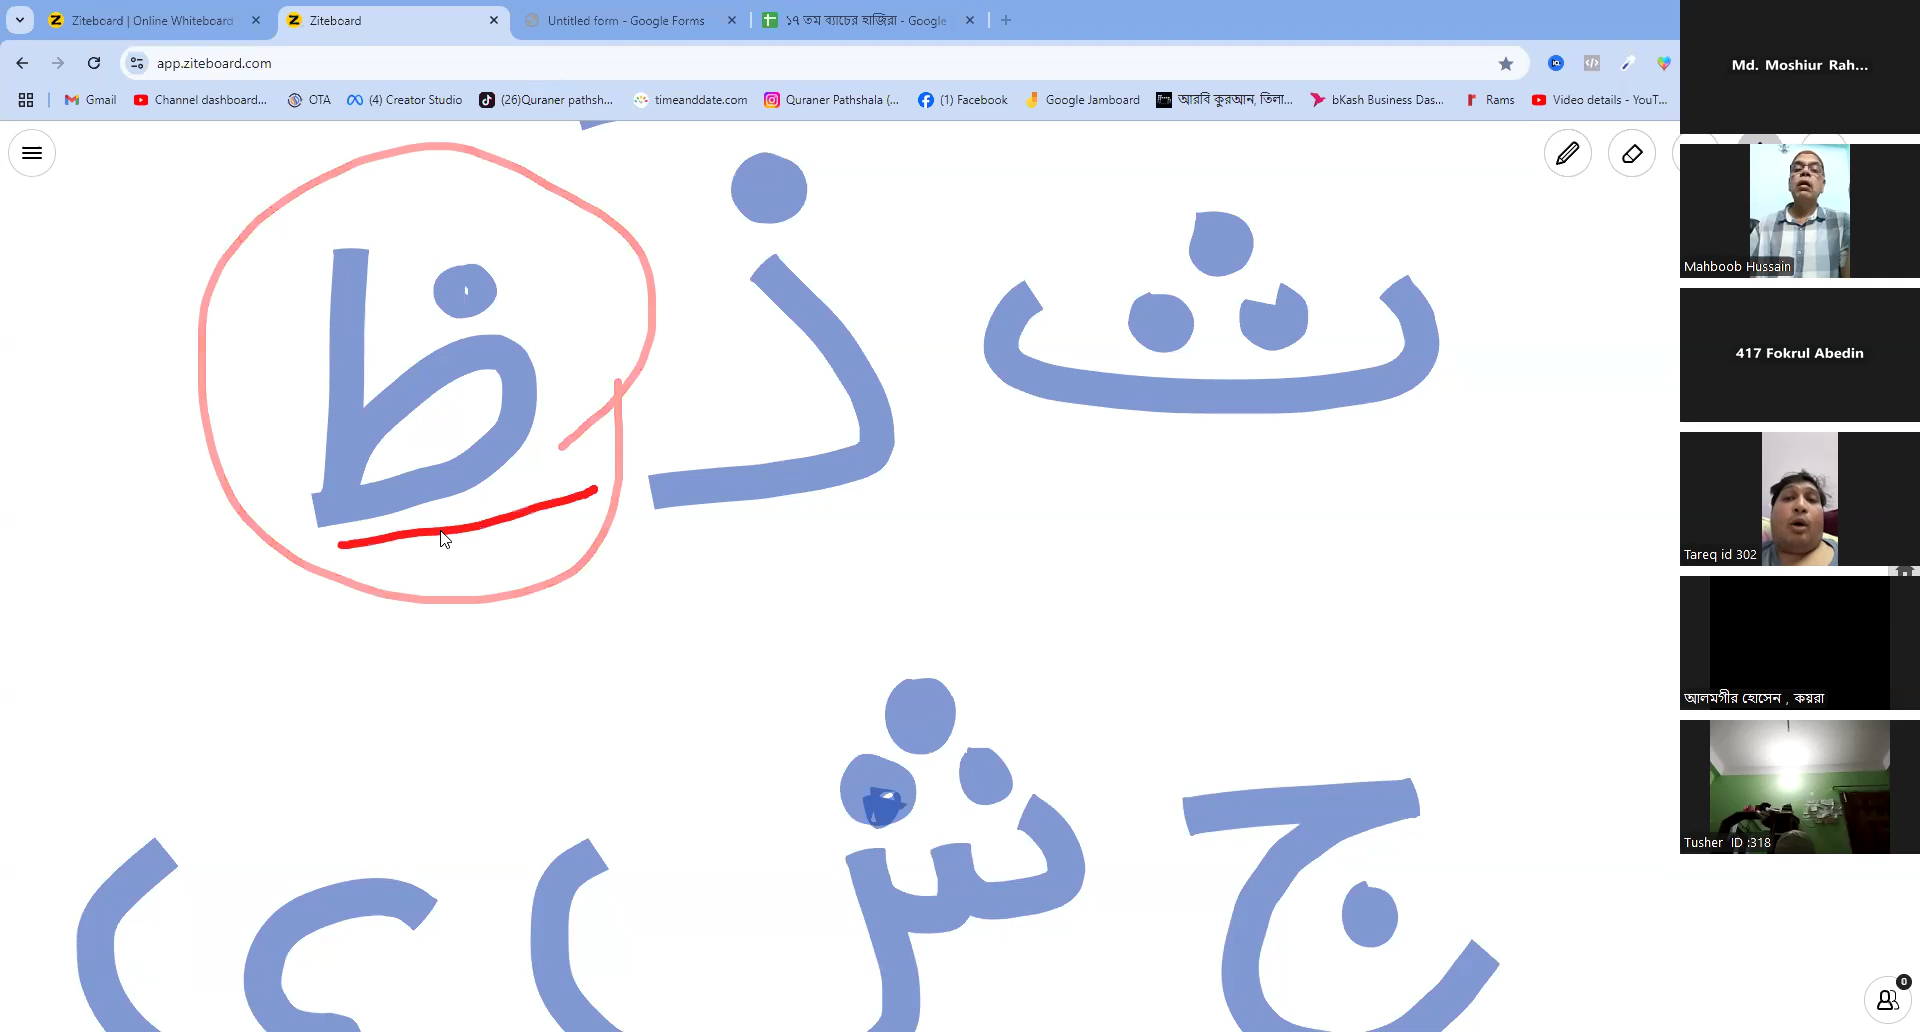 Ziteboard | Online Whiteboard
Ziteboard
Untitled form - Google Forms
১৭ তম ব্যাচের হাজিরা - Google
app.ziteboard.com
Gmail
Channel dashboard...
OTA
(4) Creator Studio
(26)Quraner pathsh...
timeanddate.com
Quraner Pathshala (...
(1) Facebook
Google Jamboard
আরবি কুরআন, তিলা...
bKash Business Das...
Rams
Video details - YouT...
Md. Moshiur Rah...
Mahboob Hussain
417 Fokrul Abedin
Tareq id 302
আলমগীর হোসেন , কয়রা
Tusher ID :318
ث ذ ظ
ج ش ي
0